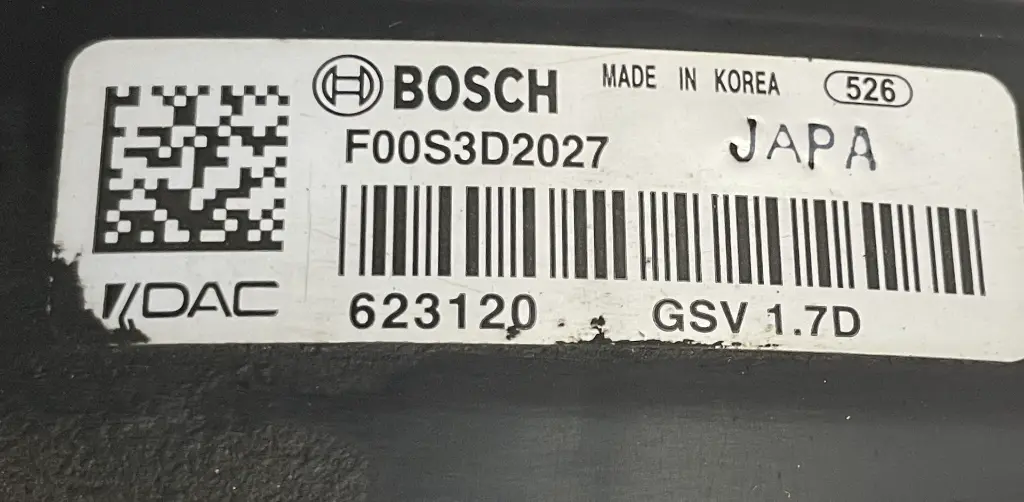 BOSCH MADE IN KOREA 526
F00S3D2027 JAPA
DAC 623120 GSV 1.7D